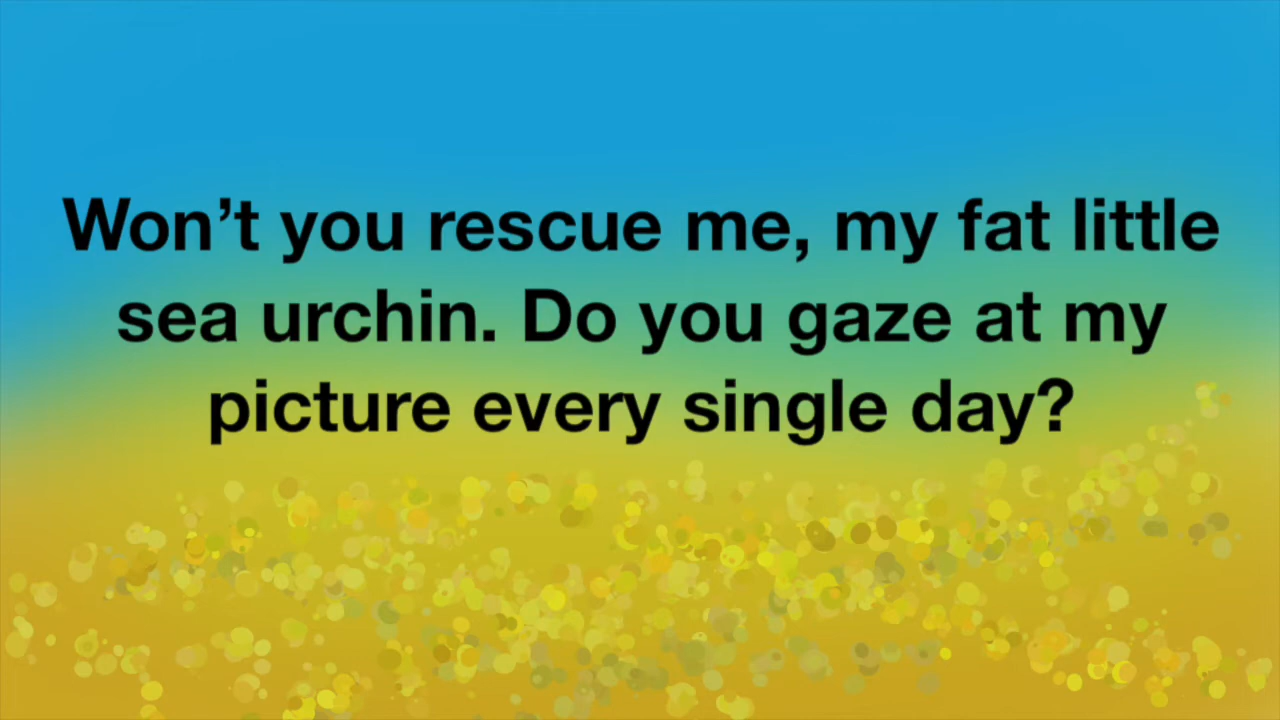 Won’t you rescue me, my fat little
sea urchin. Do you gaze at my
picture every single day?